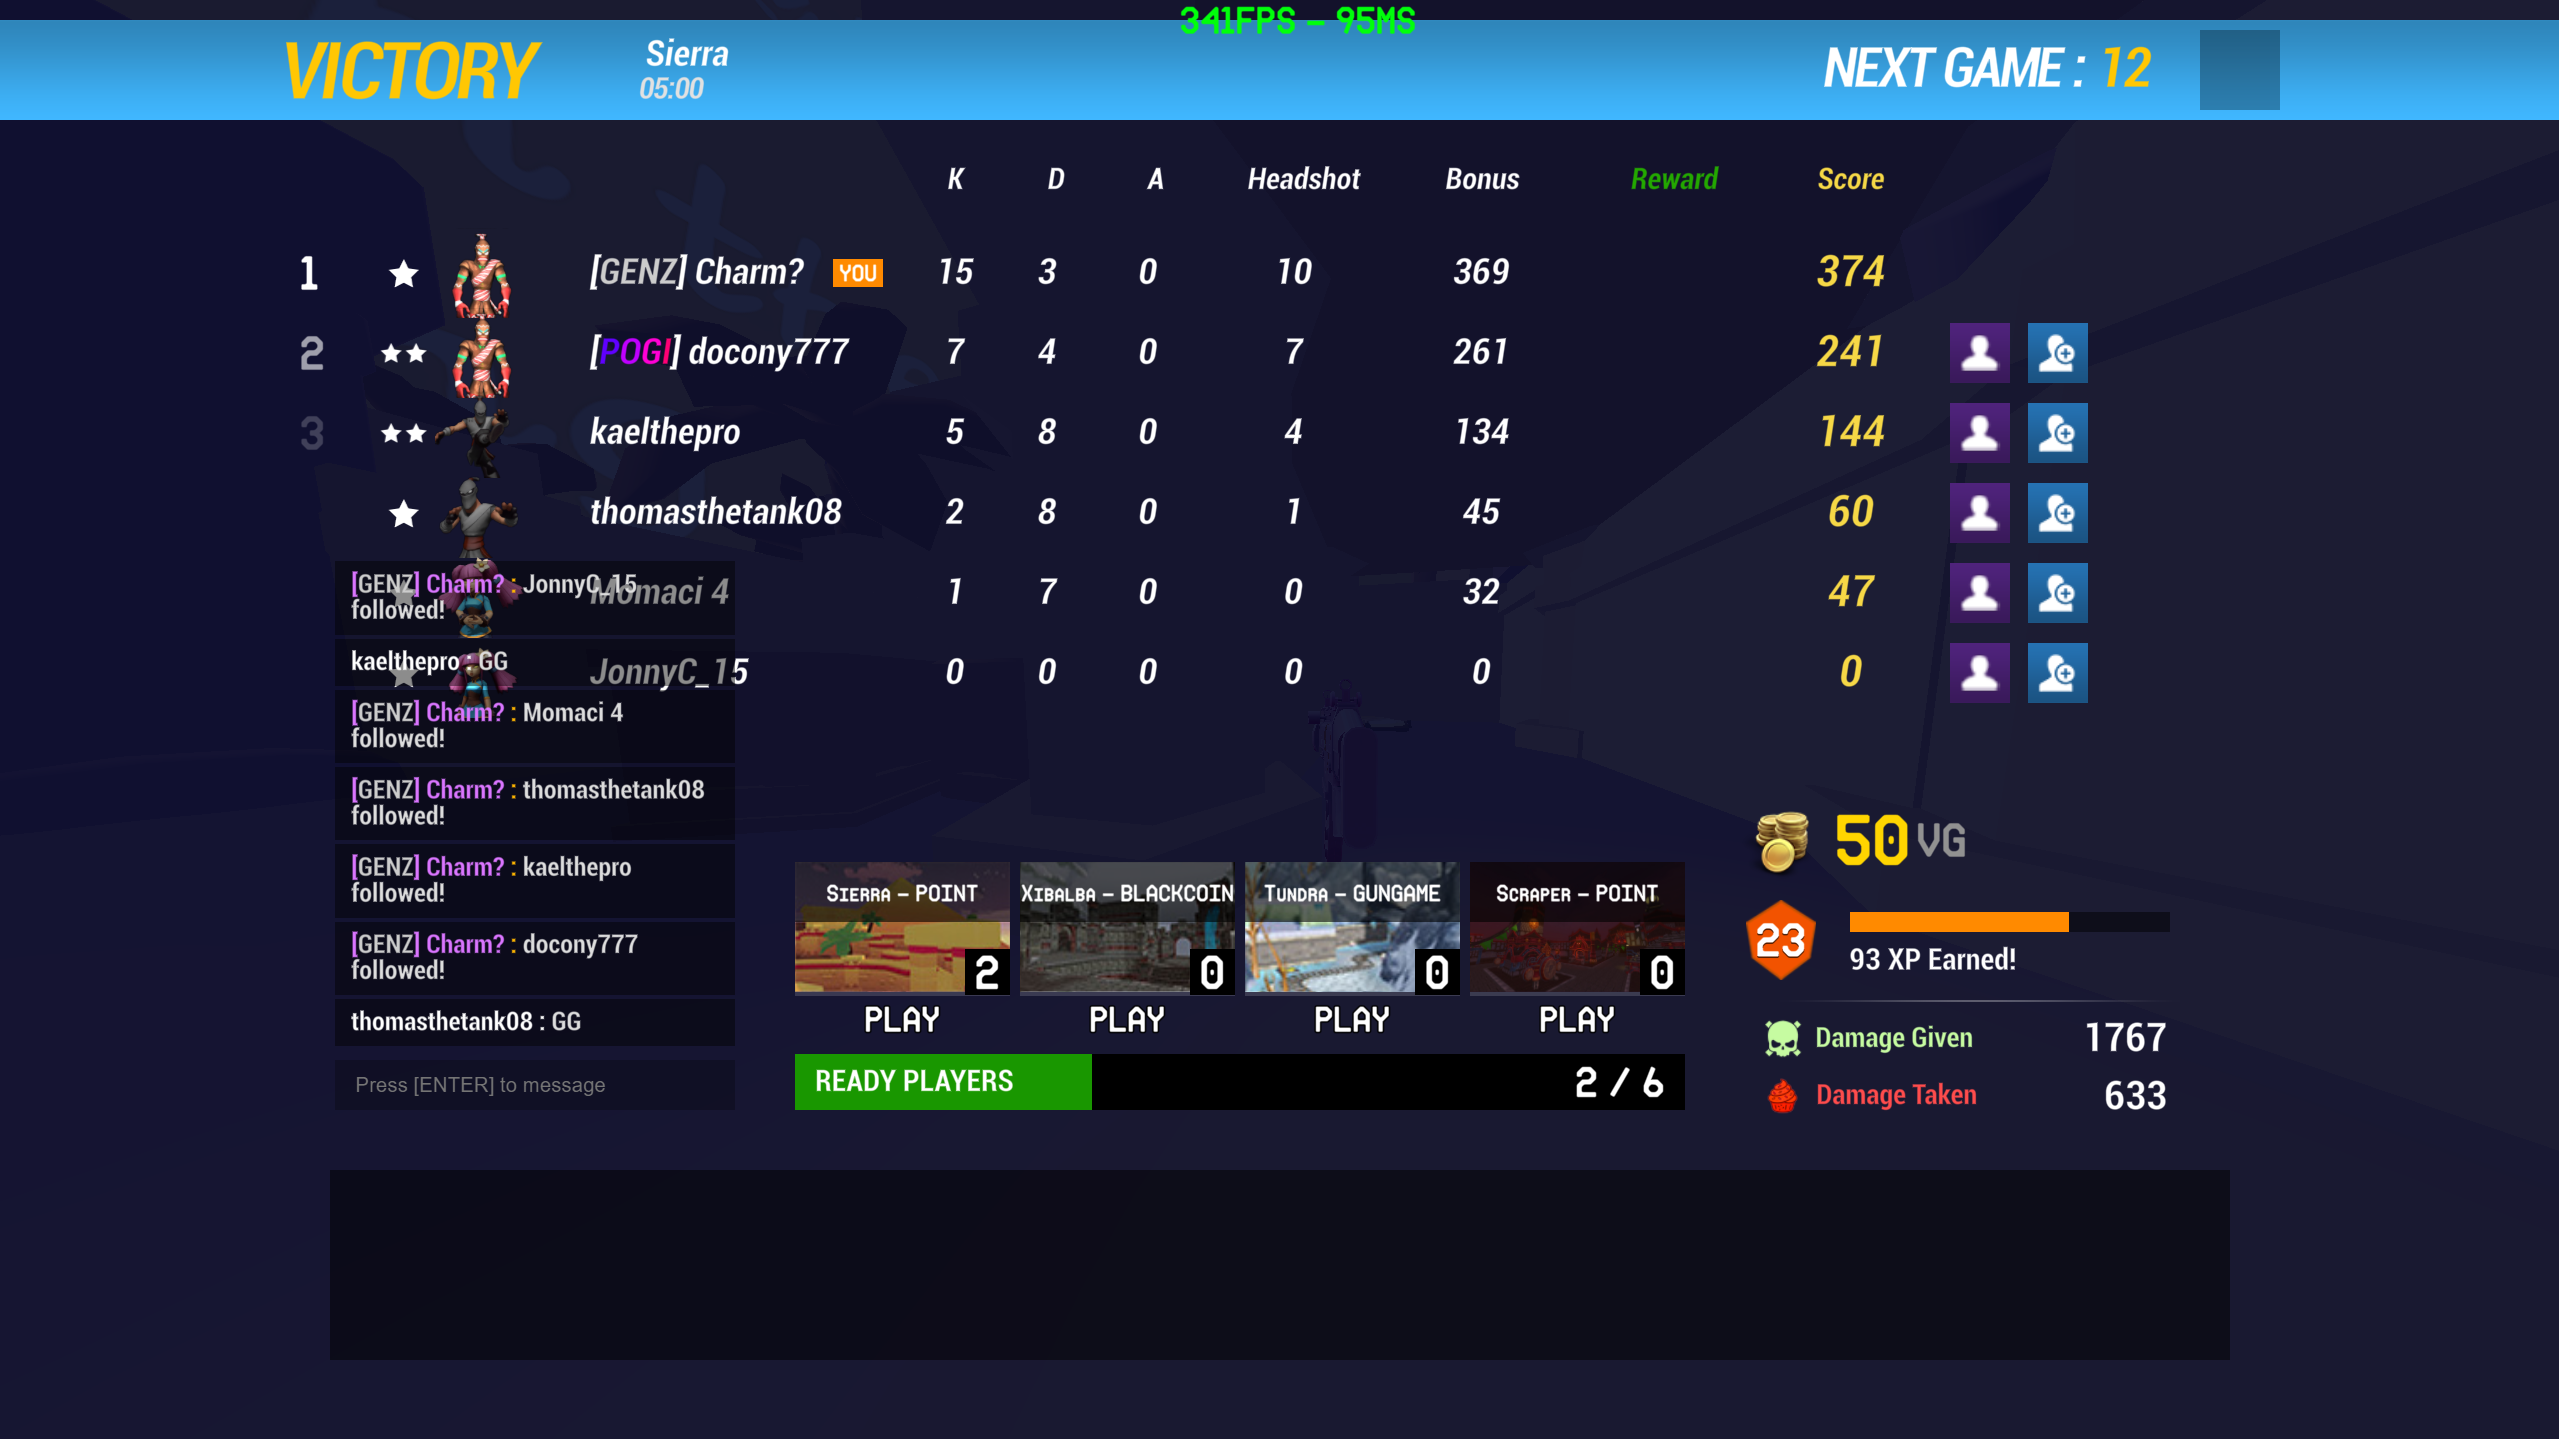 341FPS - 95MS
VICTORY
Sierra
05:00
NEXT GAME : 12
K D A Headshot Bonus Reward Score
1 [GENZ] Charm? YOU 15 3 0 10 369 374
2 [POGI] docony777 7 4 0 7 261 241
3 kaelthepro 5 8 0 4 134 144
thomasthetank08 2 8 0 1 45 60
Momaci 4 1 7 0 0 32 47
JonnyC_15 0 0 0 0 0 0
[GENZ] Charm? : JonnyC_15
followed!
kaelthepro : GG
[GENZ] Charm? : Momaci 4
followed!
[GENZ] Charm? : thomasthetank08
followed!
[GENZ] Charm? : kaelthepro
followed!
[GENZ] Charm? : docony777
followed!
thomasthetank08 : GG
Press [ENTER] to message
SIERRA - POINT
2
PLAY
XIBALBA - BLACKCOIN
0
PLAY
TUNDRA - GUNGAME
0
PLAY
SCRAPER - POINT
0
PLAY
READY PLAYERS 2 / 6
50 VG
23
93 XP Earned!
Damage Given 1767
Damage Taken 633